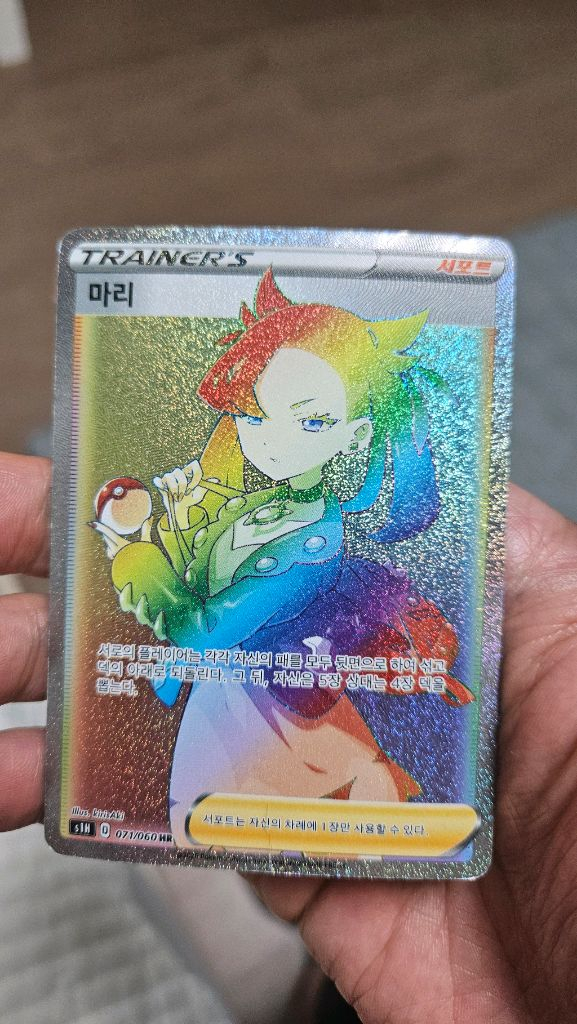 TRAINER'S
서포트
마리
서로의 플레이어는 각각 자신의 패를 모두 뒷면으로 하여 섞고
덱의 아래로 되돌린다. 그 뒤, 자신은 5장 상대는 4장 덱을
뽑는다.
Illus. kirisAki
서포트는 자신의 차례에 1장만 사용할 수 있다.
s1H D 071/060 HR